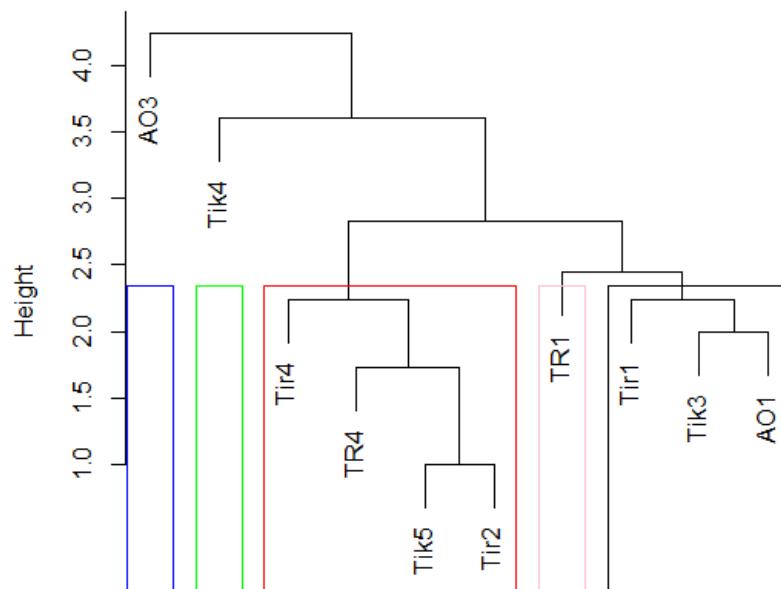 Height
4.0
3.5
3.0
2.5
2.0
1.5
1.0
AO3
Tik4
Tir4
TR4
Tik5
Tir2
TR1
Tir1
Tik3
AO1